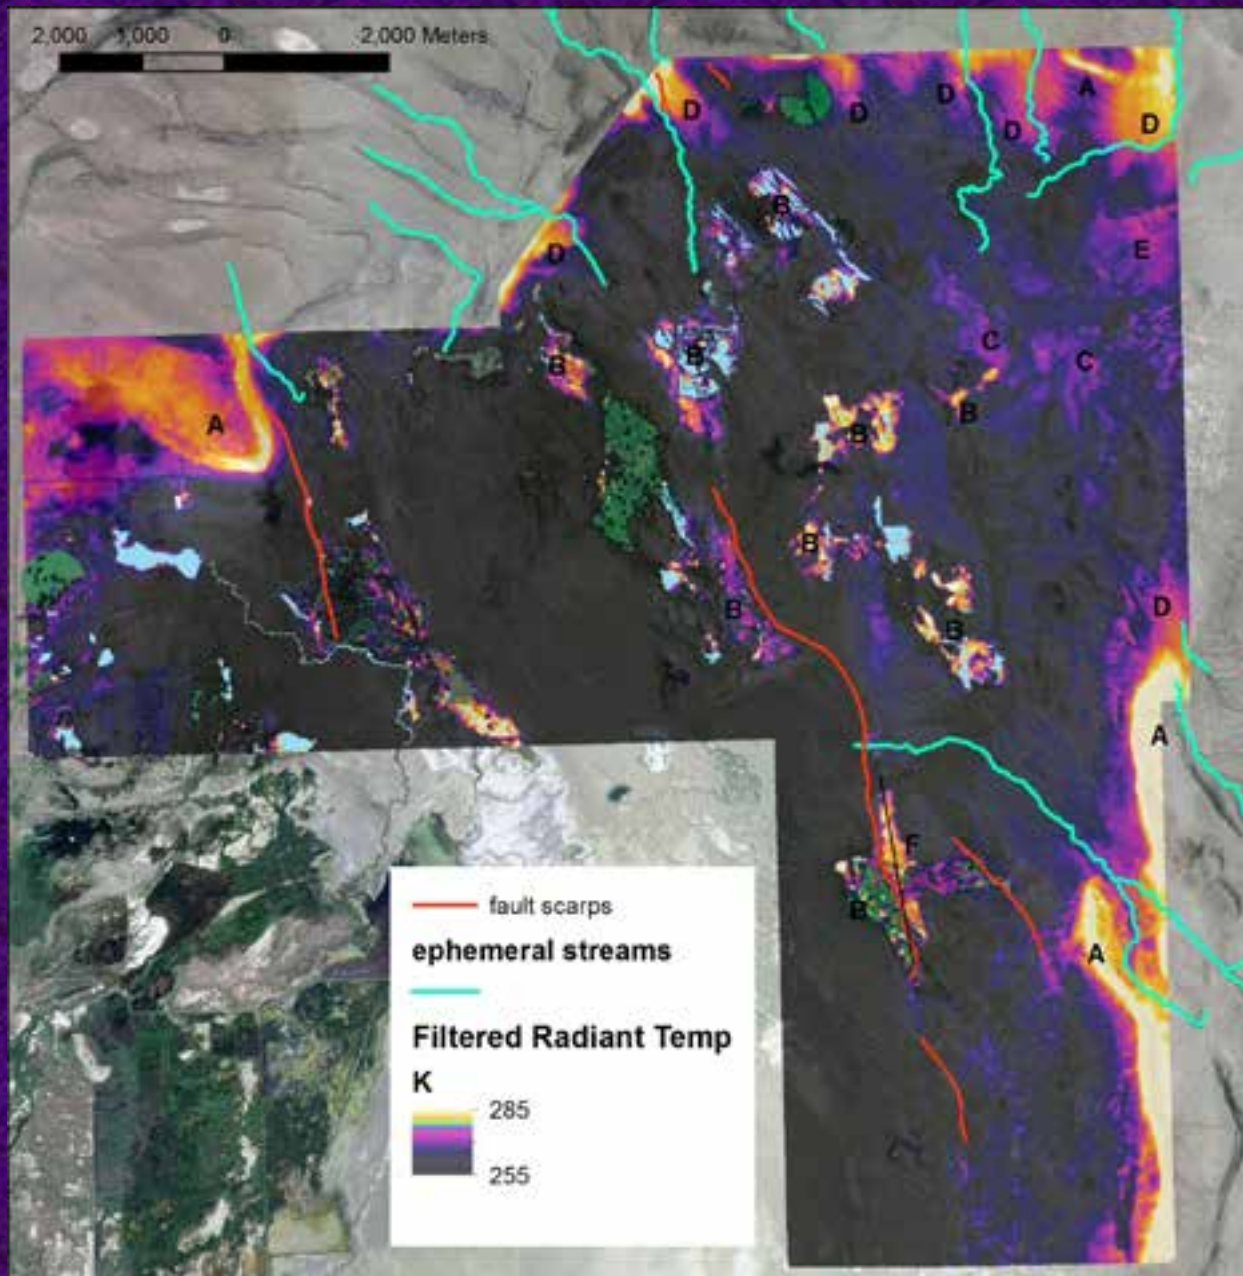 2,000 1,000 0 2,000 Meters
A
D
D
D
D
D
B
E
D
C
C
B
B
B
B
A
B
D
B
B
A
F
B
A
fault scarps
ephemeral streams
Filtered Radiant Temp
K
285
255